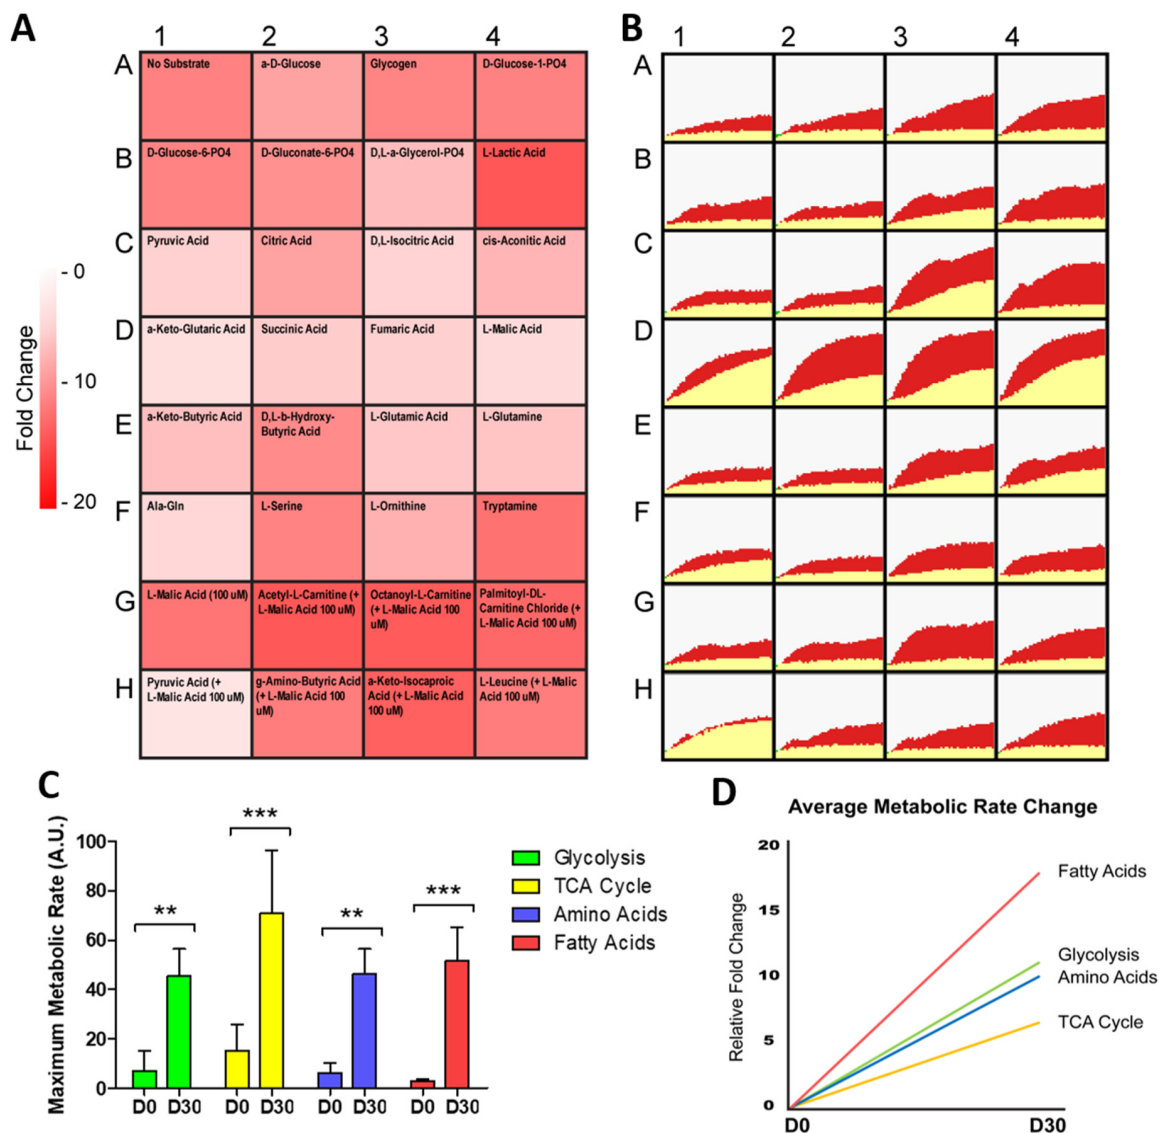 A
1 2 3 4
A
No Substrate
a-D-Glucose
Glycogen
D-Glucose-1-PO4
B
D-Glucose-6-PO4
D-Gluconate-6-PO4
D,L-a-Glycerol-PO4
L-Lactic Acid
C
Pyruvic Acid
Citric Acid
D,L-Isocitric Acid
cis-Aconitic Acid
D
a-Keto-Glutaric Acid
Succinic Acid
Fumaric Acid
L-Malic Acid
E
a-Keto-Butyric Acid
D,L-b-Hydroxy-
Butyric Acid
L-Glutamic Acid
L-Glutamine
F
Ala-Gln
L-Serine
L-Ornithine
Tryptamine
G
L-Malic Acid (100 uM)
Acetyl-L-Carnitine (+
L-Malic Acid 100 uM)
Octanoyl-L-Carnitine
(+ L-Malic Acid 100
uM)
Palmitoyl-DL-
Carnitine Chloride (+
L-Malic Acid 100 uM)
H
Pyruvic Acid (+
L-Malic Acid 100 uM)
g-Amino-Butyric Acid
(+ L-Malic Acid 100
uM)
a-Keto-Isocaproic
Acid (+ L-Malic Acid
100 uM)
L-Leucine (+ L-Malic
Acid 100 uM)
Fold Change
- 0
- 10
- 20
B
1 2 3 4
A
B
C
D
E
F
G
H
C
Maximum Metabolic Rate (A.U.)
100
80
60
40
20
0
**
***
**
***
D0 D30 D0 D30 D0 D30 D0 D30
Glycolysis
TCA Cycle
Amino Acids
Fatty Acids
D
Average Metabolic Rate Change
Relative Fold Change
20
15
10
5
0
Fatty Acids
Glycolysis
Amino Acids
TCA Cycle
D0 D30